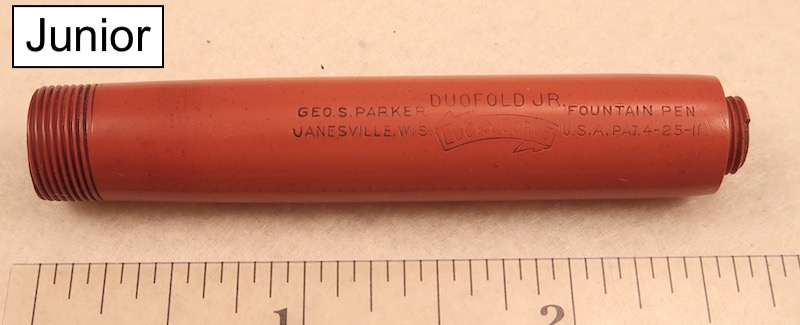 Junior
DUOFOLD JR.
GEO.S.PARKER FOUNTAIN PEN
JANESVILLE.WIS. LUCKY CURVE U.S.A.PAT.4-25-11
1 2